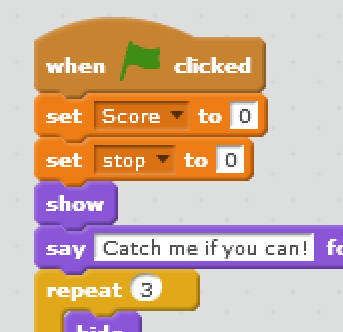 when clicked
set Score to 0
set stop to 0
show
say Catch me if you can!
repeat 3
hide